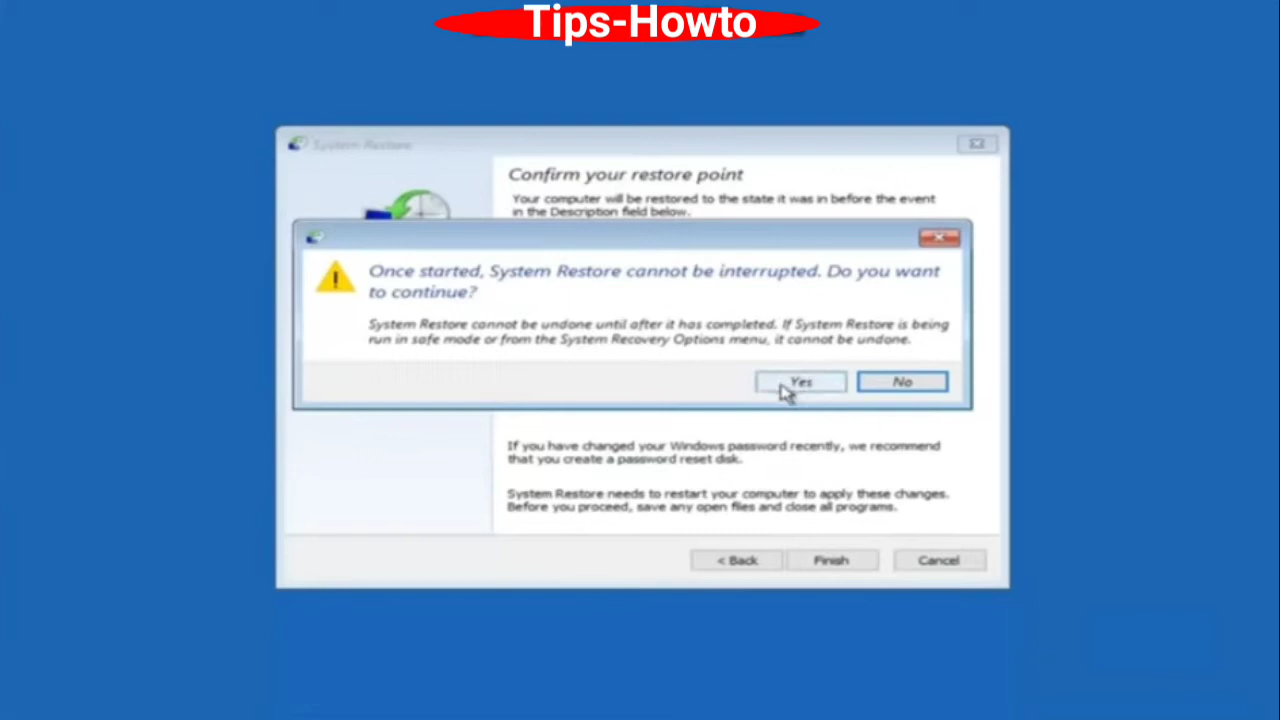 Tips-Howto
System Restore
Confirm your restore point
Your computer will be restored to the state it was in before the event
in the Description field below.
Once started, System Restore cannot be interrupted. Do you want
to continue?
System Restore cannot be undone until after it has completed. If System Restore is being
run in safe mode or from the System Recovery Options menu, it cannot be undone.
Yes No
If you have changed your Windows password recently, we recommend
that you create a password reset disk.
System Restore needs to restart your computer to apply these changes.
Before you proceed, save any open files and close all programs.
< Back Finish Cancel